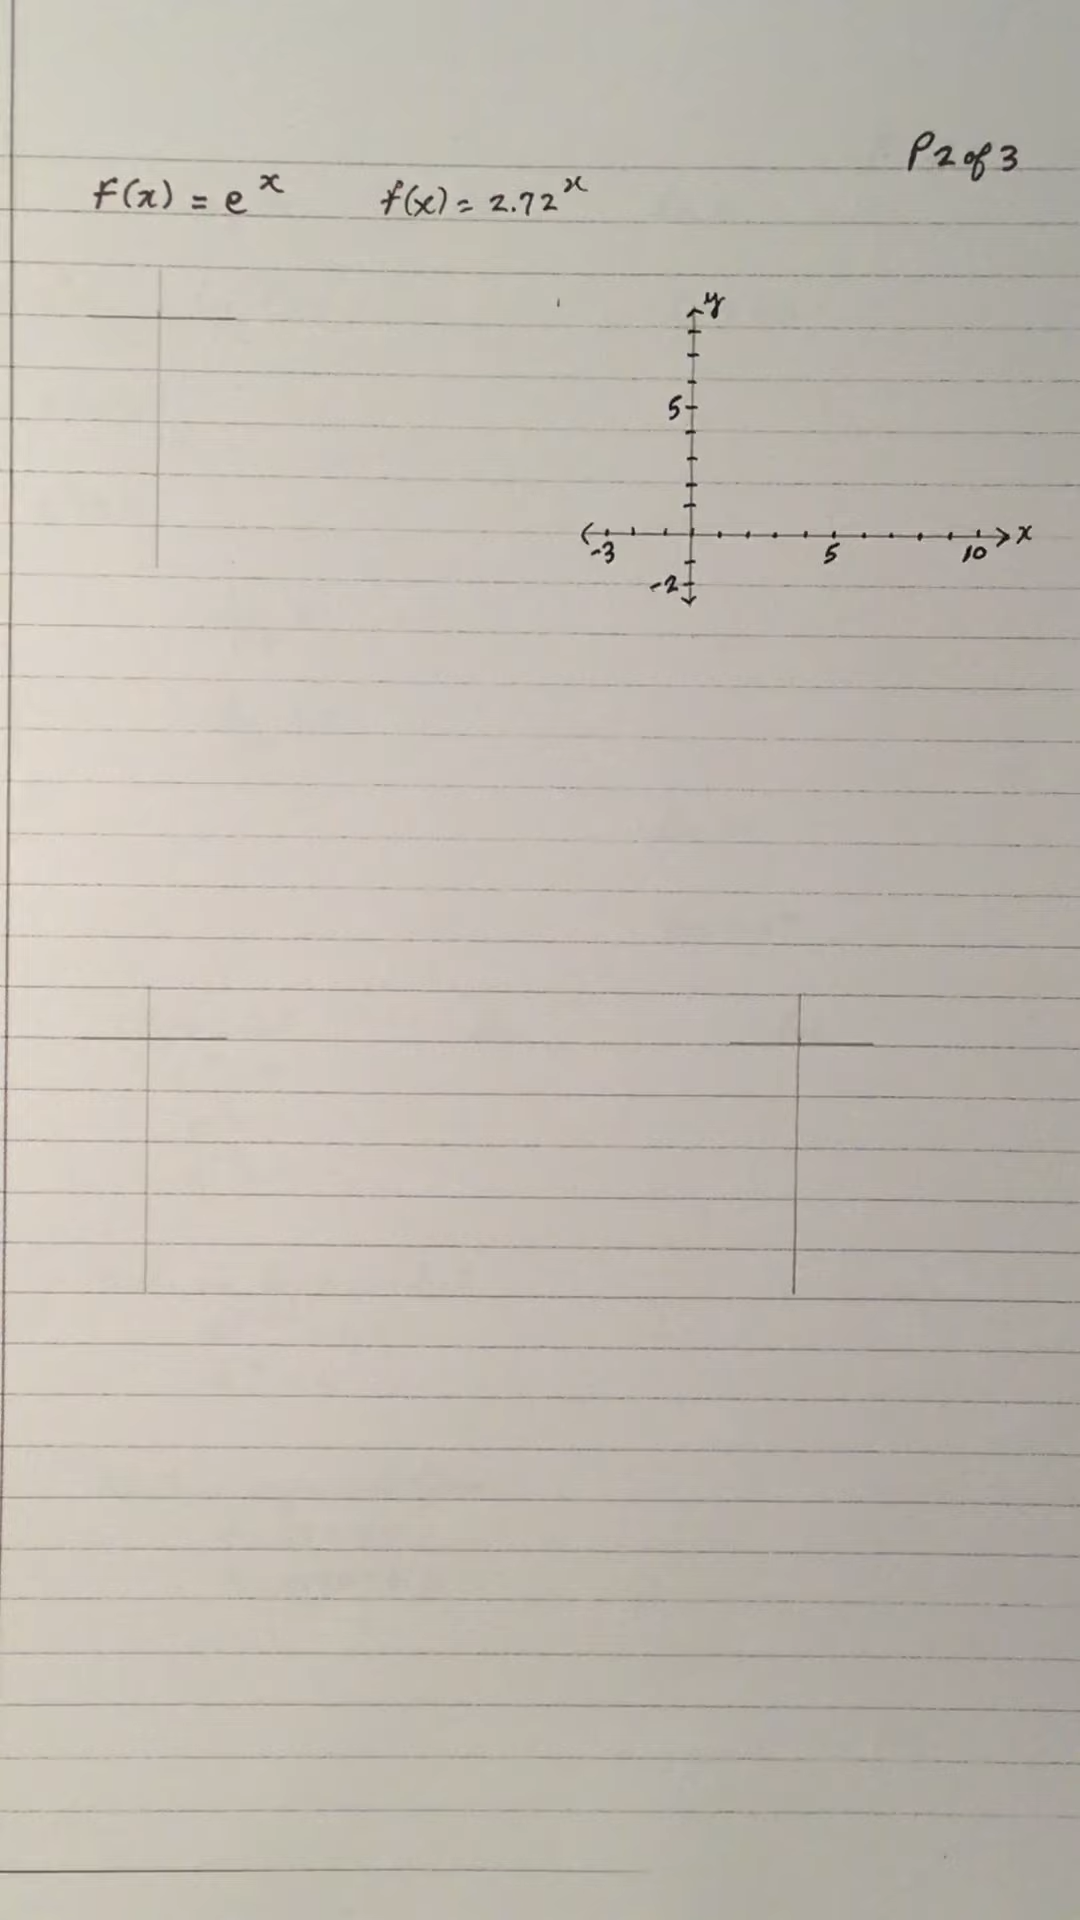 P2 of 3
f(x) = e^x f(x) = 2.72^x
y
5
-3 5 10 x
-2